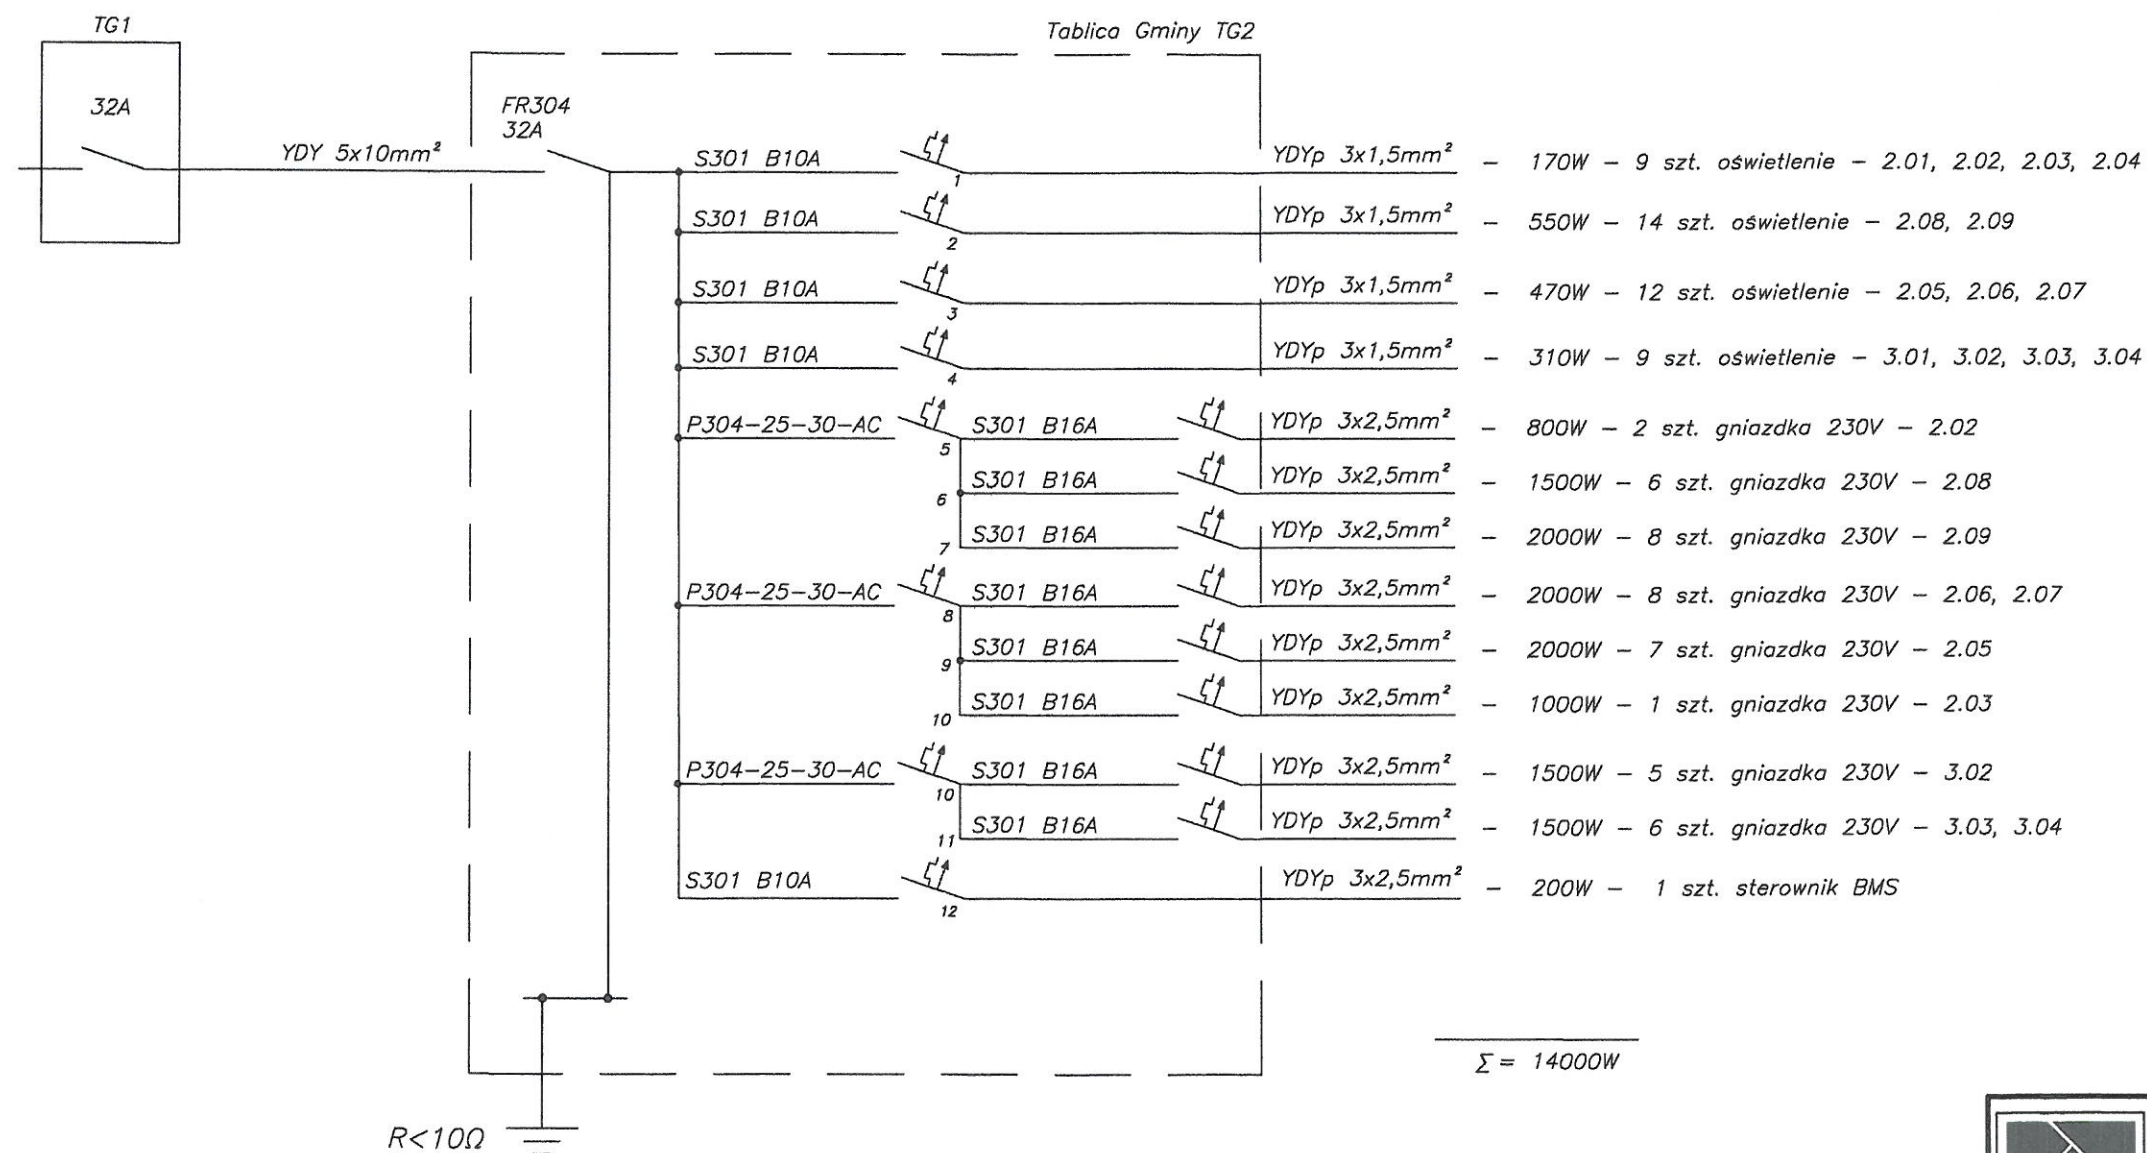 TG1
Tablica Gminy TG2
32A
FR304
32A
YDY 5x10mm²
S301 B10A
1
YDYp 3x1,5mm²
– 170W – 9 szt. oświetlenie – 2.01, 2.02, 2.03, 2.04
S301 B10A
2
YDYp 3x1,5mm²
– 550W – 14 szt. oświetlenie – 2.08, 2.09
S301 B10A
3
YDYp 3x1,5mm²
– 470W – 12 szt. oświetlenie – 2.05, 2.06, 2.07
S301 B10A
4
YDYp 3x1,5mm²
– 310W – 9 szt. oświetlenie – 3.01, 3.02, 3.03, 3.04
P304–25–30–AC
5
S301 B16A
YDYp 3x2,5mm²
– 800W – 2 szt. gniazdka 230V – 2.02
6
S301 B16A
YDYp 3x2,5mm²
– 1500W – 6 szt. gniazdka 230V – 2.08
7
S301 B16A
YDYp 3x2,5mm²
– 2000W – 8 szt. gniazdka 230V – 2.09
P304–25–30–AC
8
S301 B16A
YDYp 3x2,5mm²
– 2000W – 8 szt. gniazdka 230V – 2.06, 2.07
9
S301 B16A
YDYp 3x2,5mm²
– 2000W – 7 szt. gniazdka 230V – 2.05
10
S301 B16A
YDYp 3x2,5mm²
– 1000W – 1 szt. gniazdka 230V – 2.03
P304–25–30–AC
10
S301 B16A
YDYp 3x2,5mm²
– 1500W – 5 szt. gniazdka 230V – 3.02
11
S301 B16A
YDYp 3x2,5mm²
– 1500W – 6 szt. gniazdka 230V – 3.03, 3.04
S301 B10A
12
YDYp 3x2,5mm²
– 200W – 1 szt. sterownik BMS
Σ= 14000W
R<10Ω